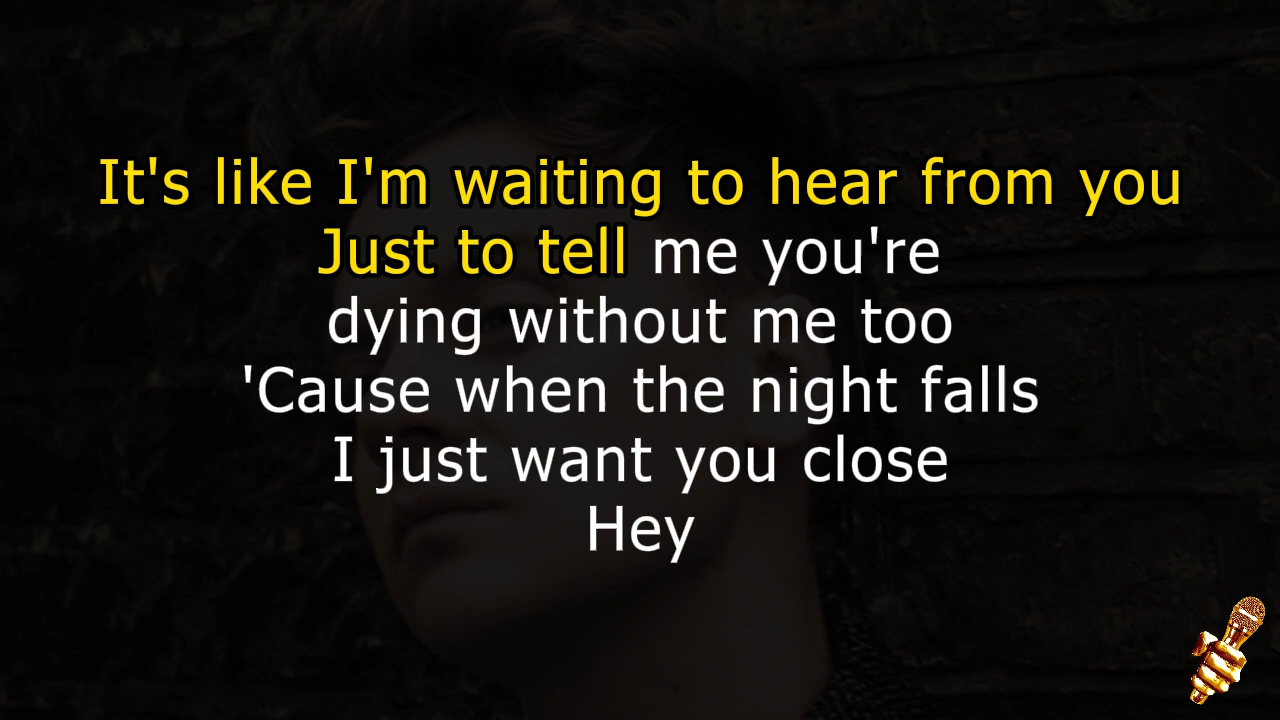 It's like I'm waiting to hear from you
Just to tell me you're
dying without me too
'Cause when the night falls
I just want you close
Hey